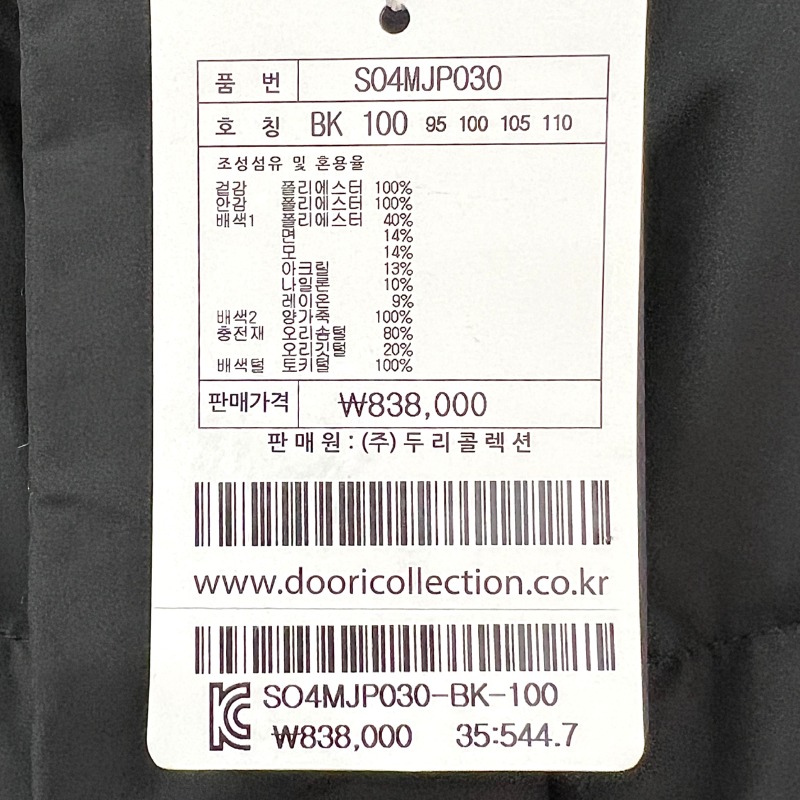 품 번 S04MJP030
호 칭 BK 100 95 100 105 110
조성섬유 및 혼용율
겉감 폴리에스터 100%
안감 폴리에스터 100%
배색1 폴리에스터 40%
면 14%
모 14%
아크릴 13%
나일론 10%
레이온 9%
배색2 양가죽 100%
충전재 오리솜털 80%
오리깃털 20%
배색털 토키털 100%
판매가격 ₩838,000
판매원 : (주)두리콜렉션
www.dooricollection.co.kr
KC S04MJP030-BK-100
₩838,000 35:544.7